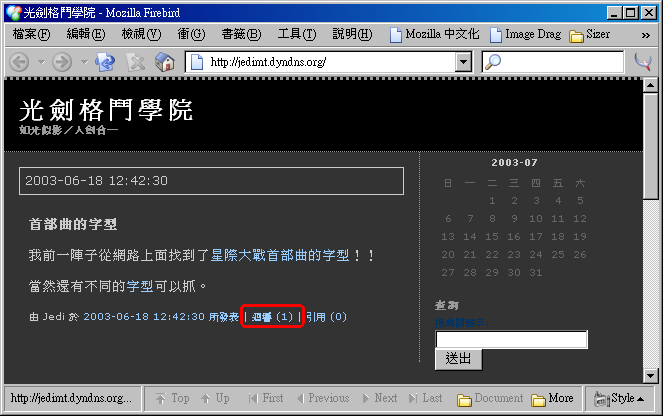 光劍格鬥學院 - Mozilla Firebird
檔案(F) 編輯(E) 檢視(V) 衝(G) 書籤(B) 工具(T) 說明(H) Mozilla 中文化 Image Drag Sizer »
http://jedimt.dyndns.org/
光劍格鬥學院
如光似影／人劍合一
2003-06-18 12:42:30
首部曲的字型
我前一陣子從網路上面找到了星際大戰首部曲的字型！！
當然還有不同的字型可以抓。
由 Jedi 於 2003-06-18 12:42:30 所發表 | 迴響 (1) | 引用 (0)
2003-07
日 一 二 三 四 五 六
1 2 3 4 5
6 7 8 9 10 11 12
13 14 15 16 17 18 19
20 21 22 23 24 25 26
27 28 29 30 31
查詢
送出
http://jedimt.dyndns.org... Top Up First Previous Next Last Document More Style